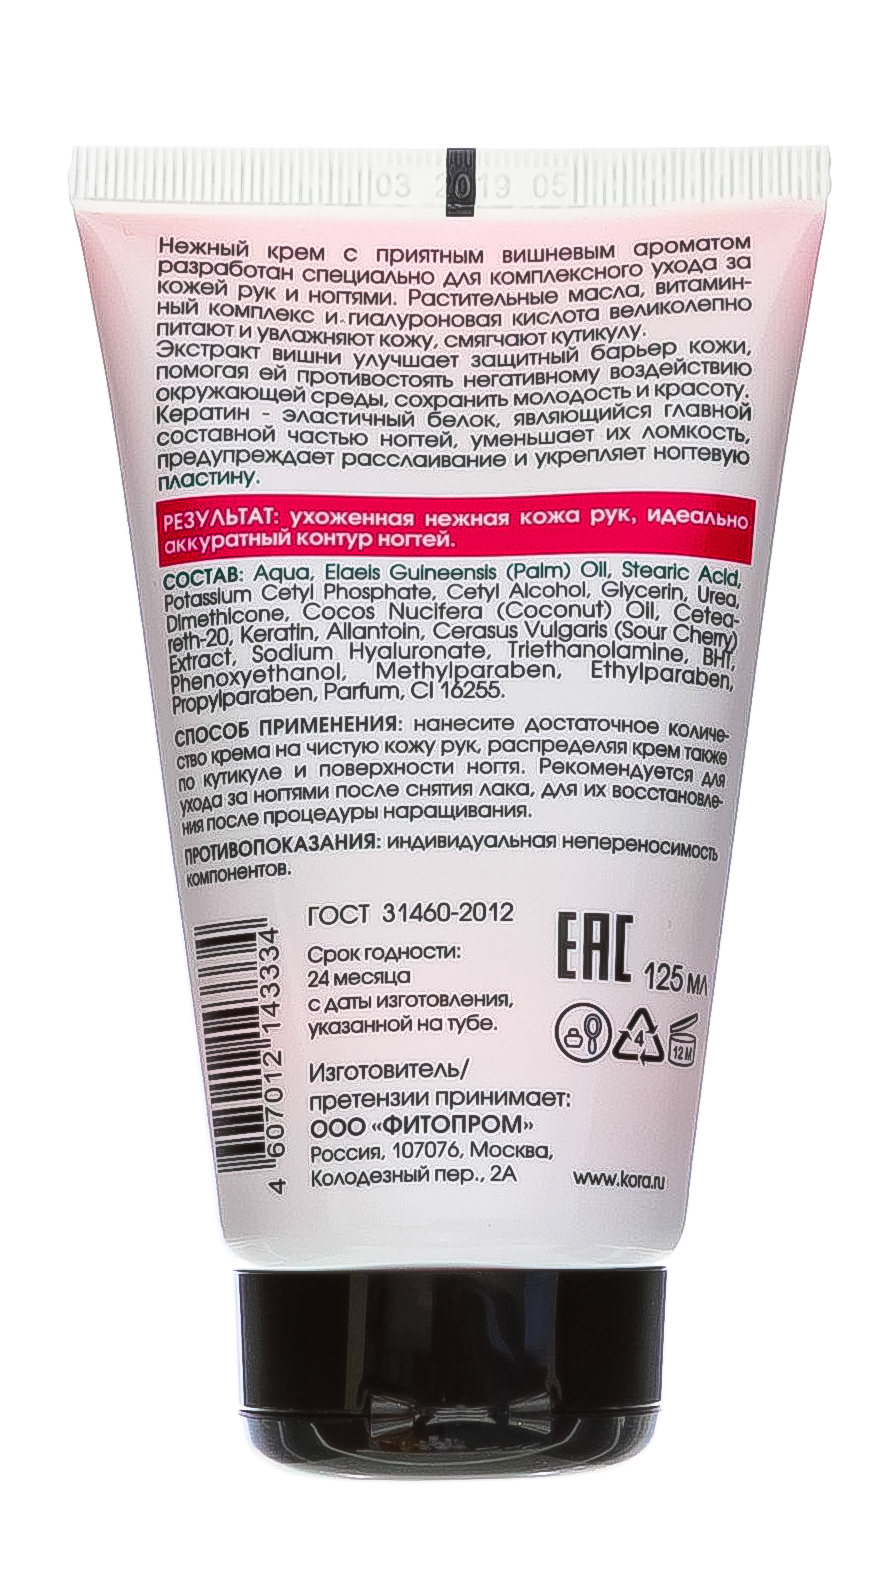 03 2019 05
Нежный крем с приятным вишневым ароматом
разработан специально для комплексного ухода за
кожей рук и ногтями. Растительные масла, витамин-
ный комплекс и гиалуроновая кислота великолепно
питают и увлажняют кожу, смягчают кутикулу.
Экстракт вишни улучшает защитный барьер кожи,
помогая ей противостоять негативному воздействию
окружающей среды, сохранить молодость и красоту.
Кератин - эластичный белок, являющийся главной
составной частью ногтей, уменьшает их ломкость,
предупреждает расслаивание и укрепляет ногтевую
пластину.
РЕЗУЛЬТАТ: ухоженная нежная кожа рук, идеально
аккуратный контур ногтей.
СОСТАВ: Aqua, Elaeis Guineensis (Palm) Oil, Stearic Acid,
Potassium Cetyl Phosphate, Cetyl Alcohol, Glycerin, Urea,
Dimethicone, Cocos Nucifera (Coconut) Oil, Cetea-
reth-20, Keratin, Allantoin, Cerasus Vulgaris (Sour Cherry)
Extract, Sodium Hyaluronate, Triethanolamine, BHT,
Phenoxyethanol, Methylparaben, Ethylparaben,
Propylparaben, Parfum, CI 16255.
СПОСОБ ПРИМЕНЕНИЯ: нанесите достаточное количе-
ство крема на чистую кожу рук, распределяя крем также
по кутикуле и поверхности ногтя. Рекомендуется для
ухода за ногтями после снятия лака, для их восстановле-
ния после процедуры наращивания.
ПРОТИВОПОКАЗАНИЯ: индивидуальная непереносимость
компонентов.
ГОСТ 31460-2012
Срок годности:
24 месяца
с даты изготовления,
указанной на тубе.
EAC
125 мл
4
12 M
Изготовитель/
претензии принимает:
ООО «ФИТОПРОМ»
Россия, 107076, Москва,
Колодезный пер., 2А
www.kora.ru
4 607012 143334